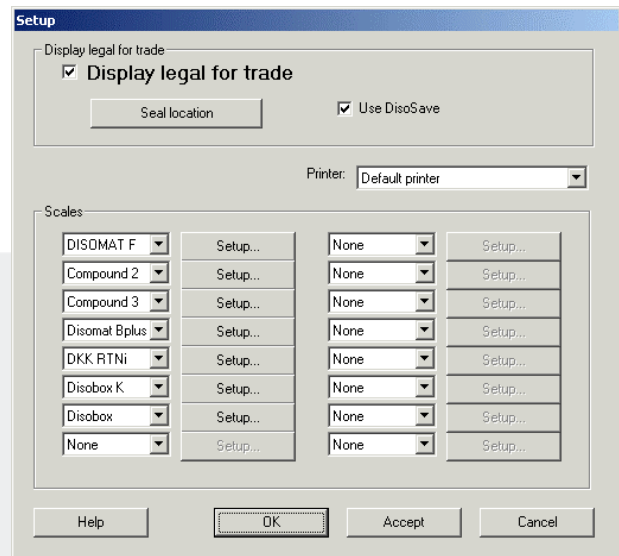 Setup
Display legal for trade
Display legal for trade
Seal location Use DisoSave
Printer: Default printer
Scales
DISOMAT F Setup... None Setup...
Compound 2 Setup... None Setup...
Compound 3 Setup... None Setup...
Disomat Bplus Setup... None Setup...
DKK RTNi Setup... None Setup...
Disobox K Setup... None Setup...
Disobox Setup... None Setup...
None Setup... None Setup...
Help OK Accept Cancel